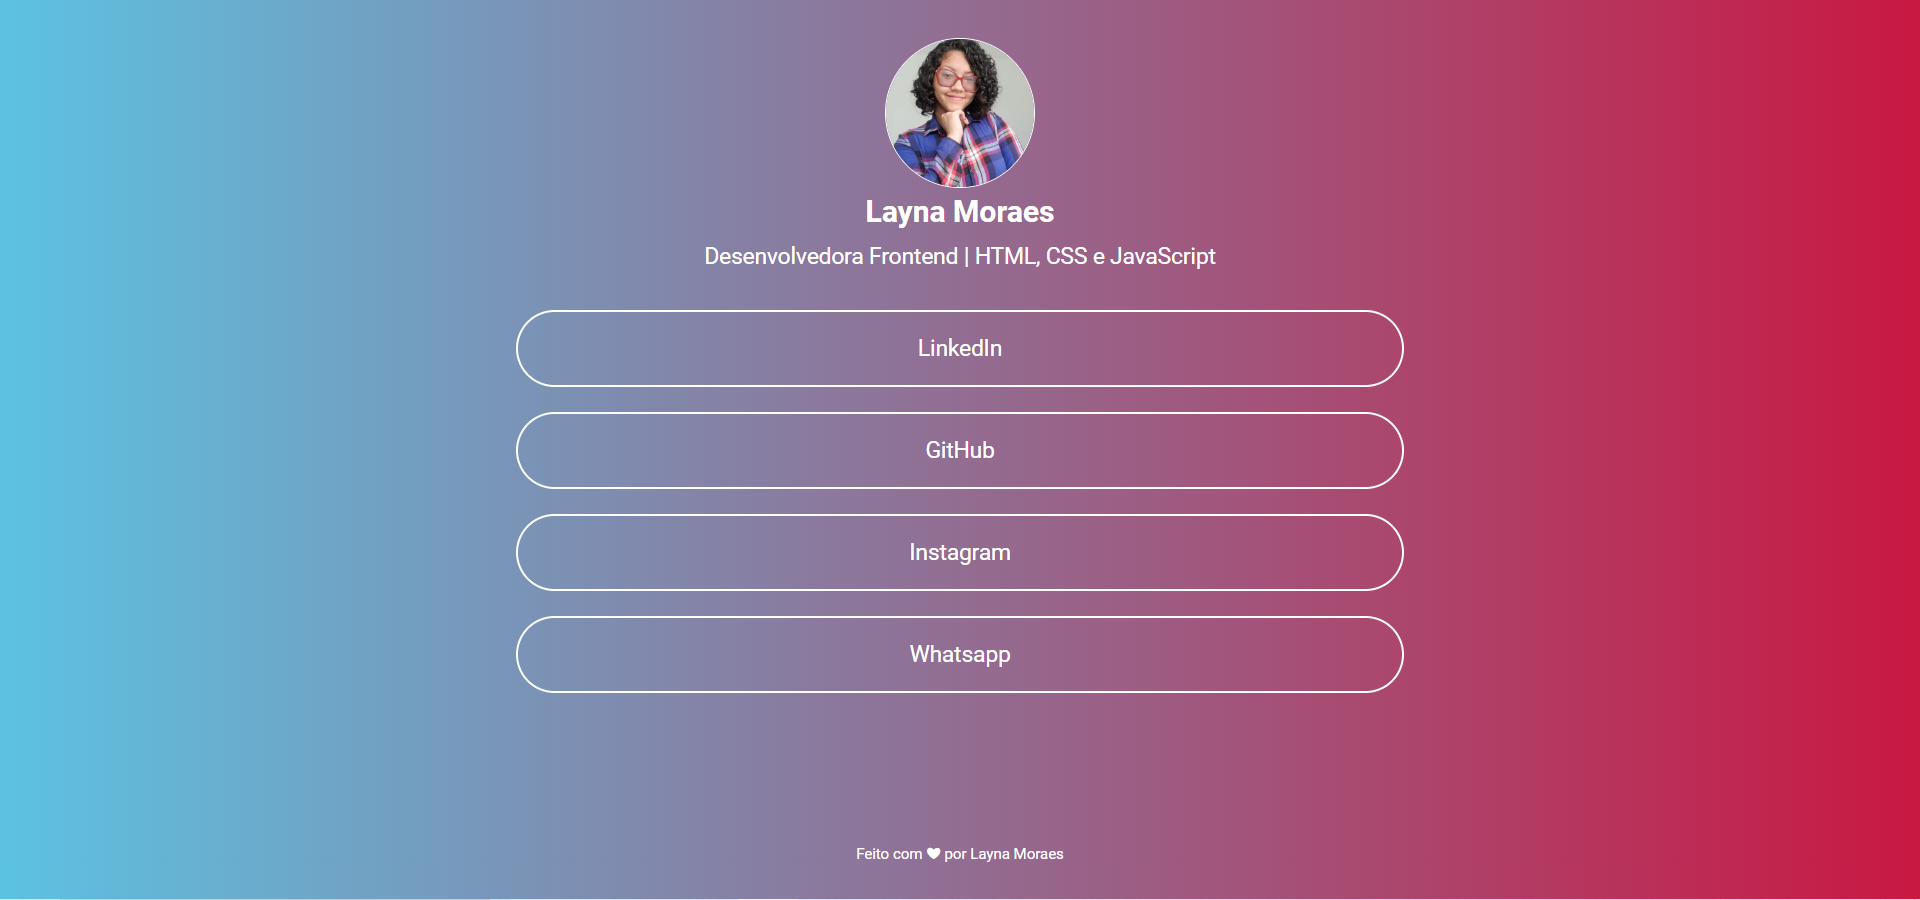 Layna Moraes
Desenvolvedora Frontend | HTML, CSS e JavaScript
LinkedIn
GitHub
Instagram
Whatsapp
Feito com ♥ por Layna Moraes